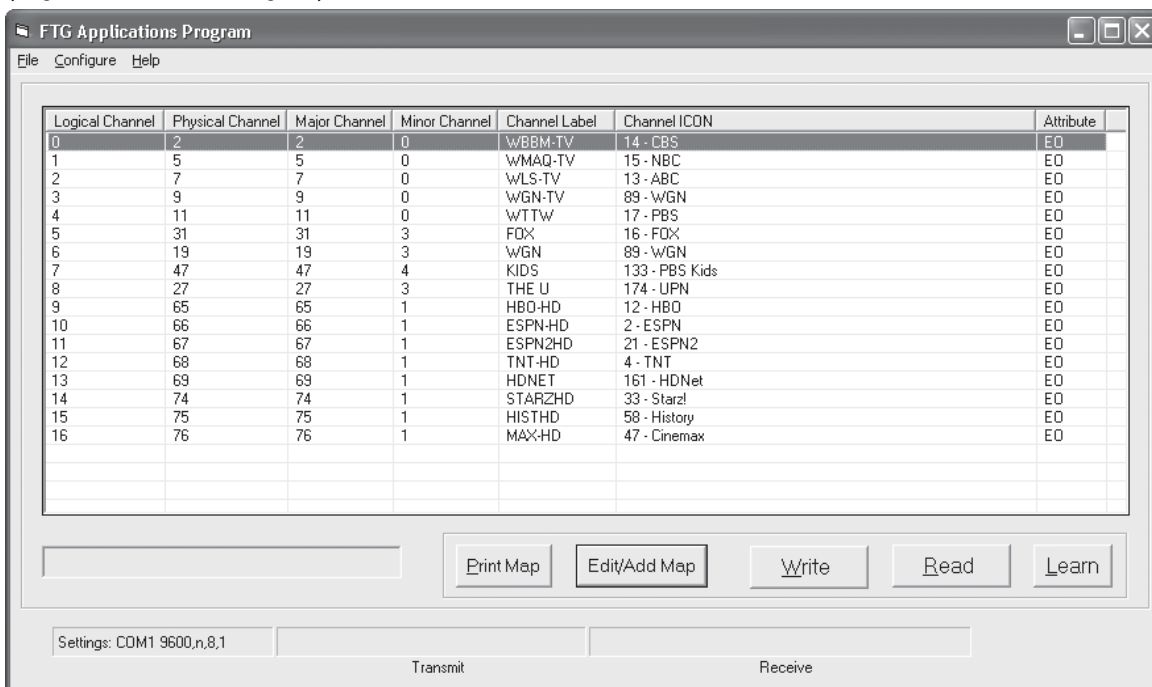 FTG Applications Program
File Configure Help
Logical Channel Physical Channel Major Channel Minor Channel Channel Label Channel ICON Attribute
0 2 2 0 WBBM-TV 14 - CBS EO
1 5 5 0 WMAQ-TV 15 - NBC EO
2 7 7 0 WLS-TV 13 - ABC EO
3 9 9 0 WGN-TV 89 - WGN EO
4 11 11 0 WTTW 17 - PBS EO
5 31 31 3 FOX 16 - FOX EO
6 19 19 3 WGN 89 - WGN EO
7 47 47 4 KIDS 133 - PBS Kids EO
8 27 27 3 THE U 174 - UPN EO
9 65 65 1 HBO-HD 12 - HBO EO
10 66 66 1 ESPN-HD 2 - ESPN EO
11 67 67 1 ESPN2HD 21 - ESPN2 EO
12 68 68 1 TNT-HD 4 - TNT EO
13 69 69 1 HDNET 161 - HDNet EO
14 74 74 1 STARZHD 33 - Starz! EO
15 75 75 1 HISTHD 58 - History EO
16 76 76 1 MAX-HD 47 - Cinemax EO
Print Map Edit/Add Map Write Read Learn
Settings: COM1 9600,n,8,1
Transmit Receive